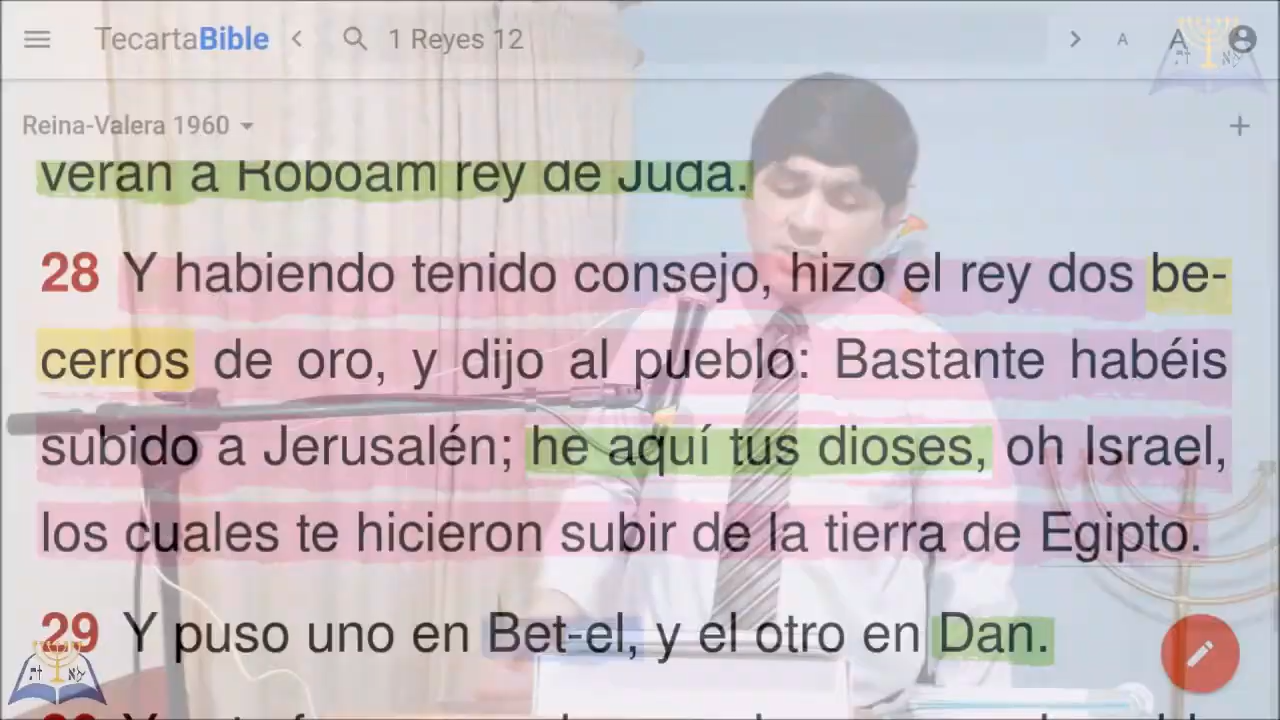 TecartaBible
1 Reyes 12
A A
Reina-Valera 1960
verán a Roboam rey de Judá.
28 Y habiendo tenido consejo, hizo el rey dos be-
cerros de oro, y dijo al pueblo: Bastante habéis
subido a Jerusalén; he aquí tus dioses, oh Israel,
los cuales te hicieron subir de la tierra de Egipto.
29 Y puso uno en Bet-el, y el otro en Dan.